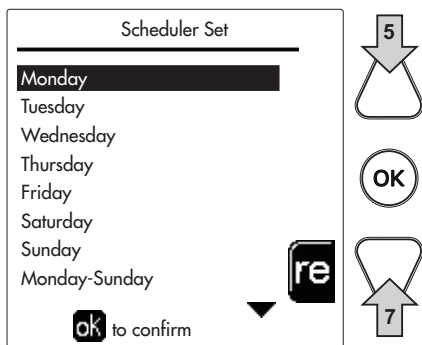 Scheduler Set
Monday
Tuesday
Wednesday
Thursday
Friday
Saturday
Sunday
Monday-Sunday
re
ok to confirm
5
OK
7